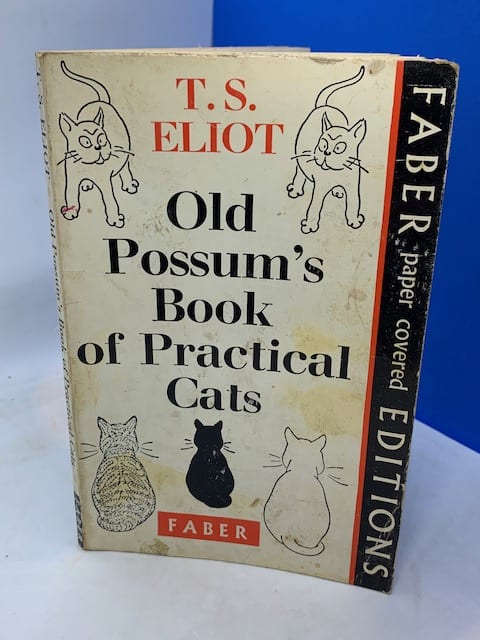 T. S.
ELIOT
Old
Possum's
Book
of Practical
Cats
FABER
FABER paper covered EDITIONS